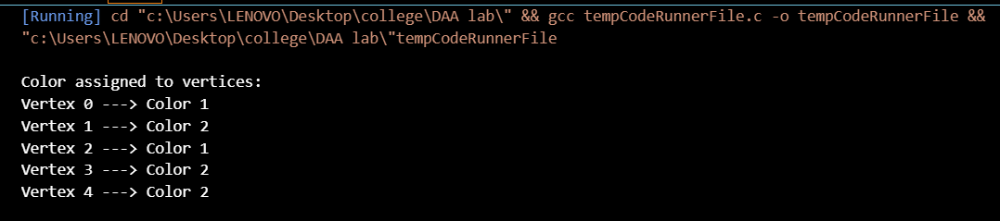 [Running] cd "c:\Users\LENOVO\Desktop\college\DAA lab\" && gcc tempCodeRunnerFile.c -o tempCodeRunnerFile &&
"c:\Users\LENOVO\Desktop\college\DAA lab\"tempCodeRunnerFile
Color assigned to vertices:
Vertex 0 ---> Color 1
Vertex 1 ---> Color 2
Vertex 2 ---> Color 1
Vertex 3 ---> Color 2
Vertex 4 ---> Color 2